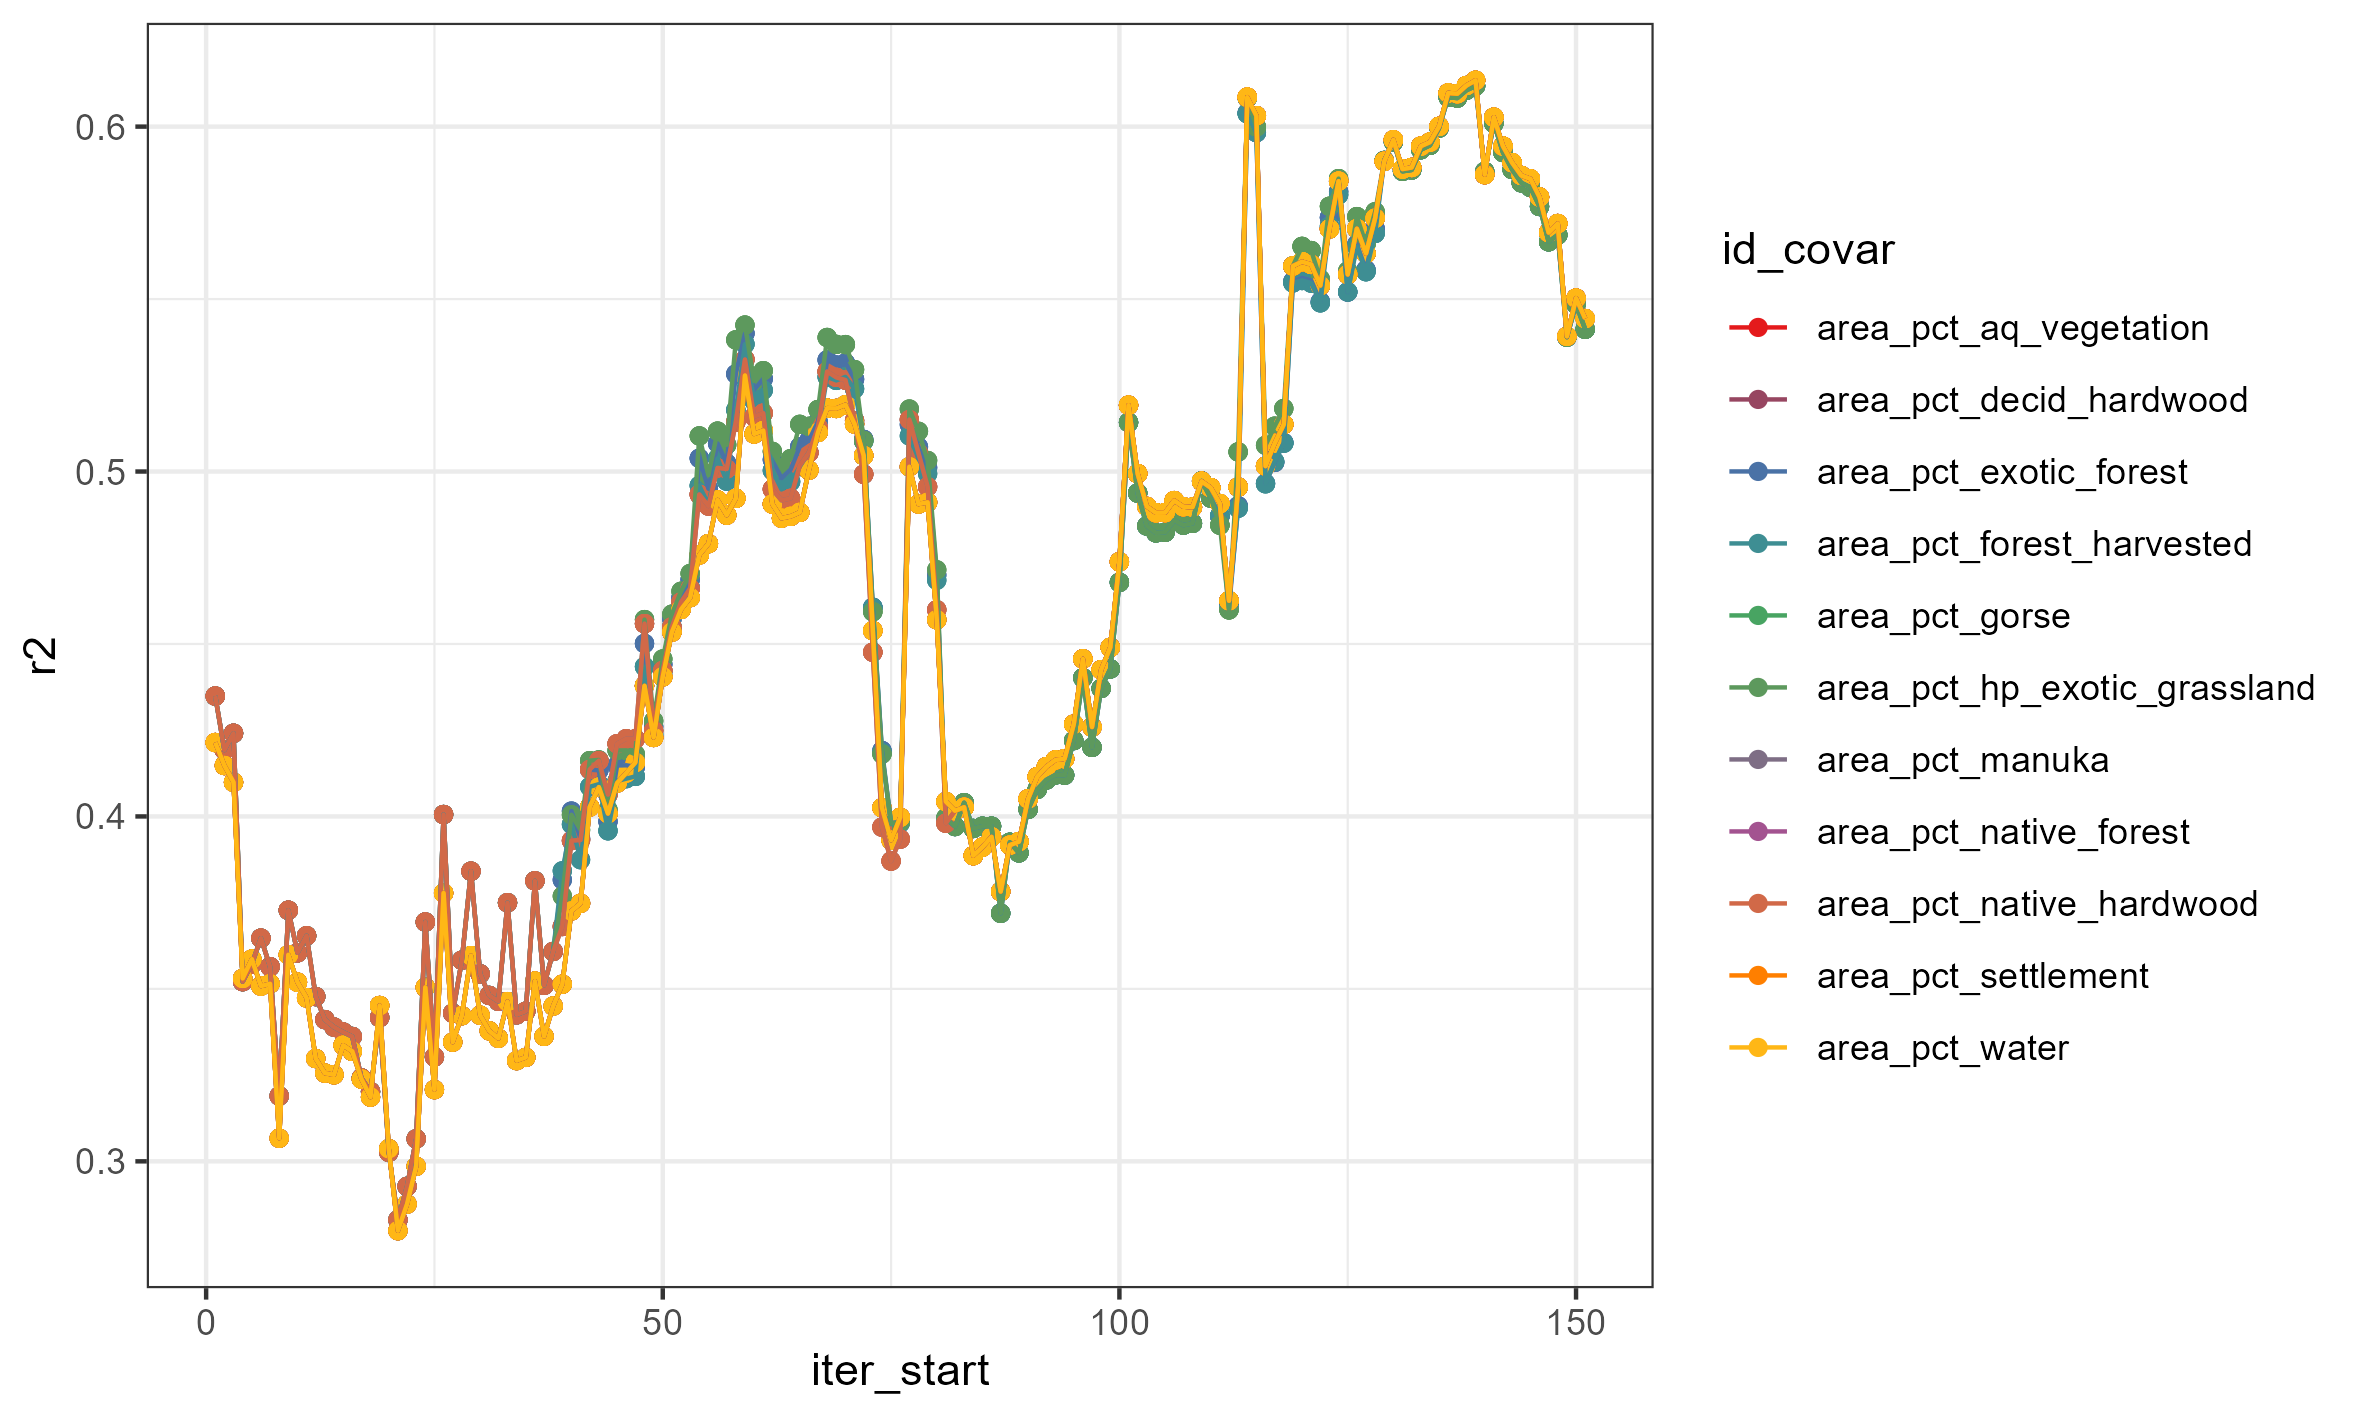 0.6
0.5
0.4
0.3
r2
0
50
100
150
iter_start
id_covar
area_pct_aq_vegetation
area_pct_decid_hardwood
area_pct_exotic_forest
area_pct_forest_harvested
area_pct_gorse
area_pct_hp_exotic_grassland
area_pct_manuka
area_pct_native_forest
area_pct_native_hardwood
area_pct_settlement
area_pct_water